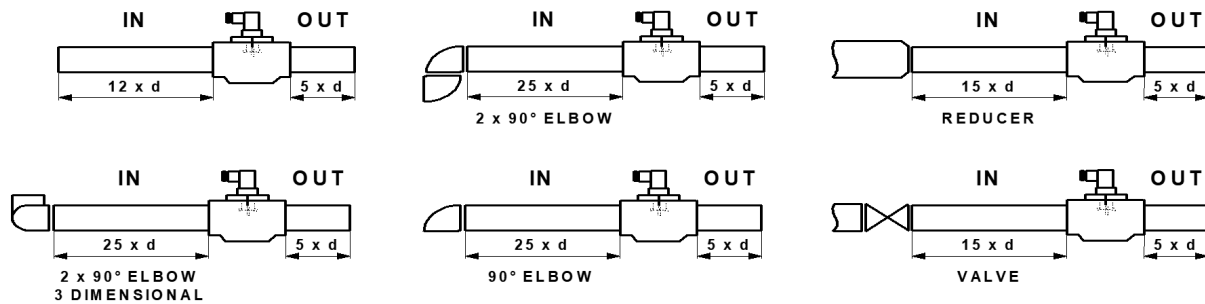 IN OUT
12 x d 5 x d
IN OUT
25 x d 5 x d
2 x 90° ELBOW
IN OUT
15 x d 5 x d
REDUCER
IN OUT
25 x d 5 x d
2 x 90° ELBOW
3 DIMENSIONAL
IN OUT
25 x d 5 x d
90° ELBOW
IN OUT
15 x d 5 x d
VALVE